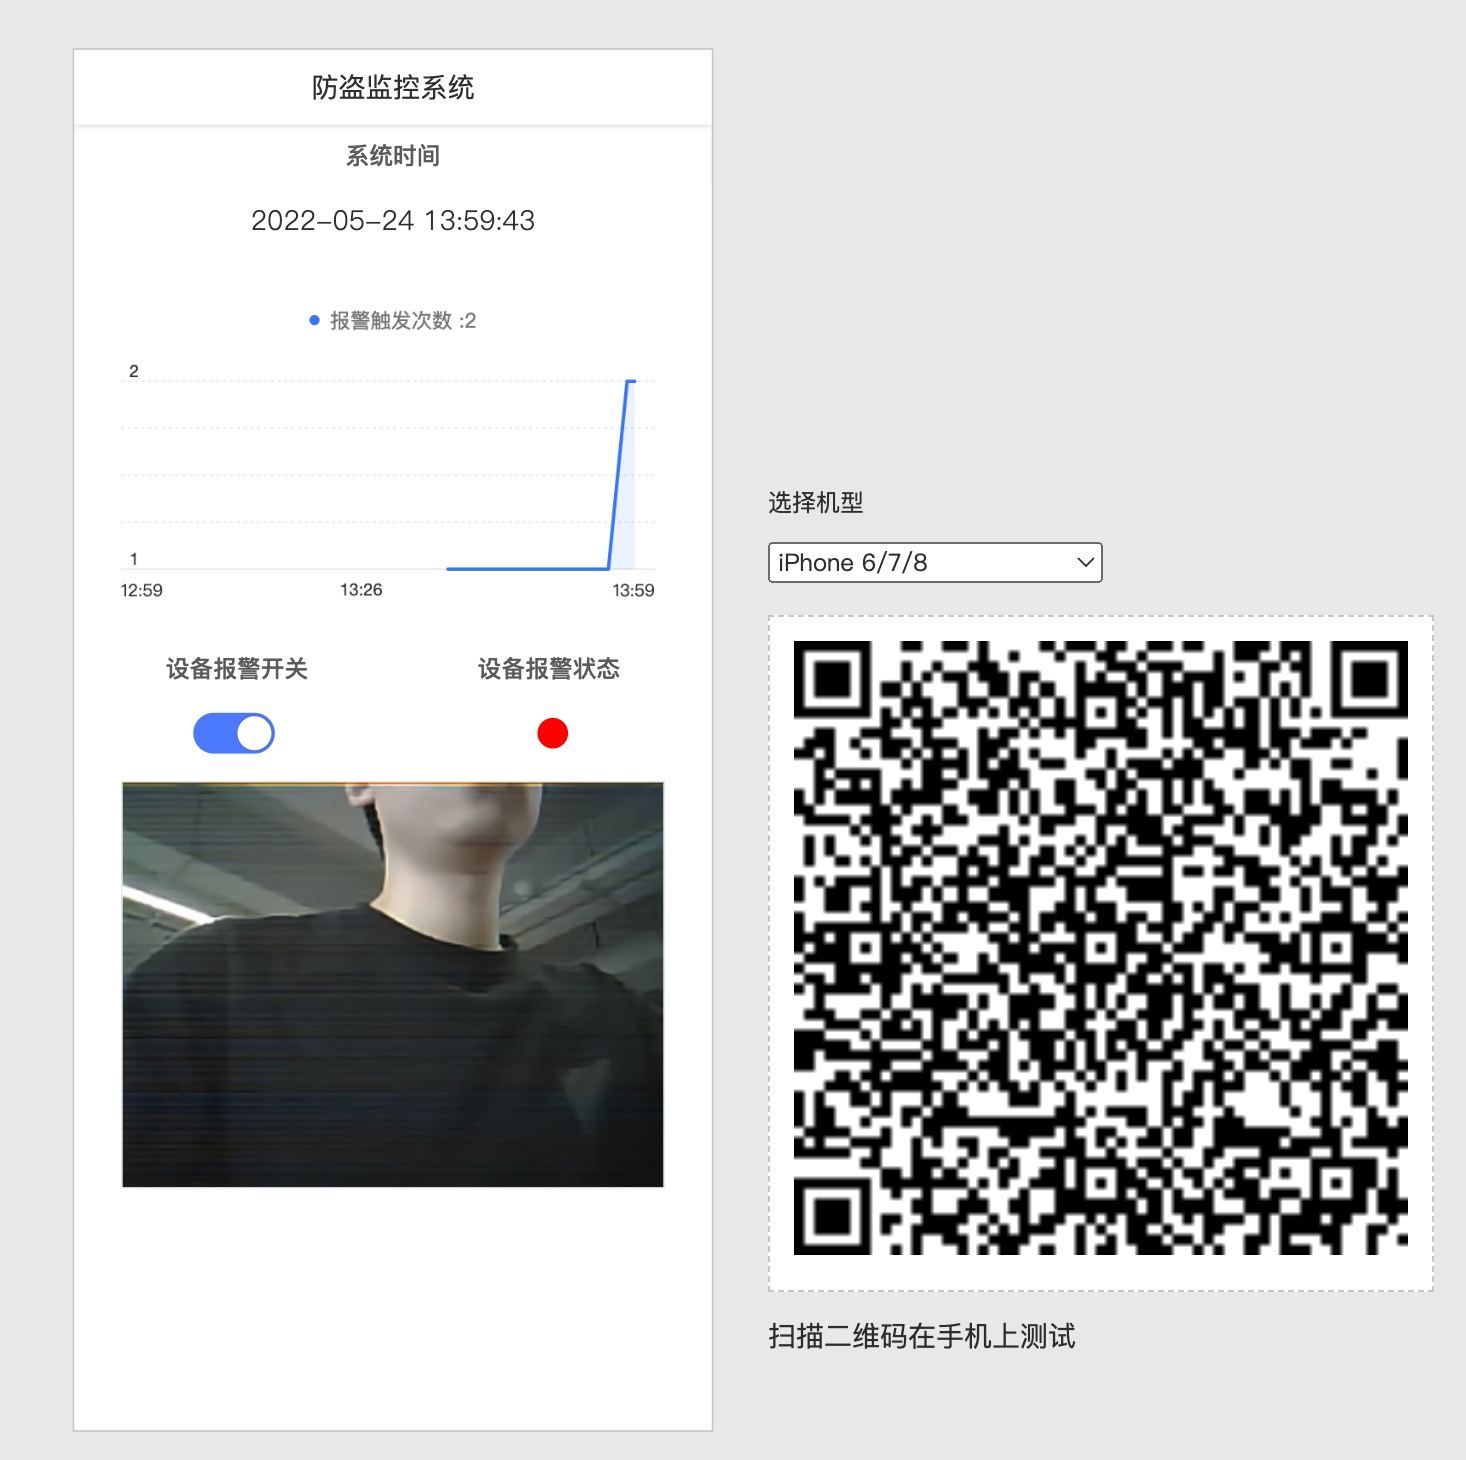 防盗监控系统
系统时间
2022-05-24 13:59:43
报警触发次数 :2
2
1
12:59 13:26 13:59
设备报警开关 设备报警状态
选择机型
iPhone 6/7/8
扫描二维码在手机上测试